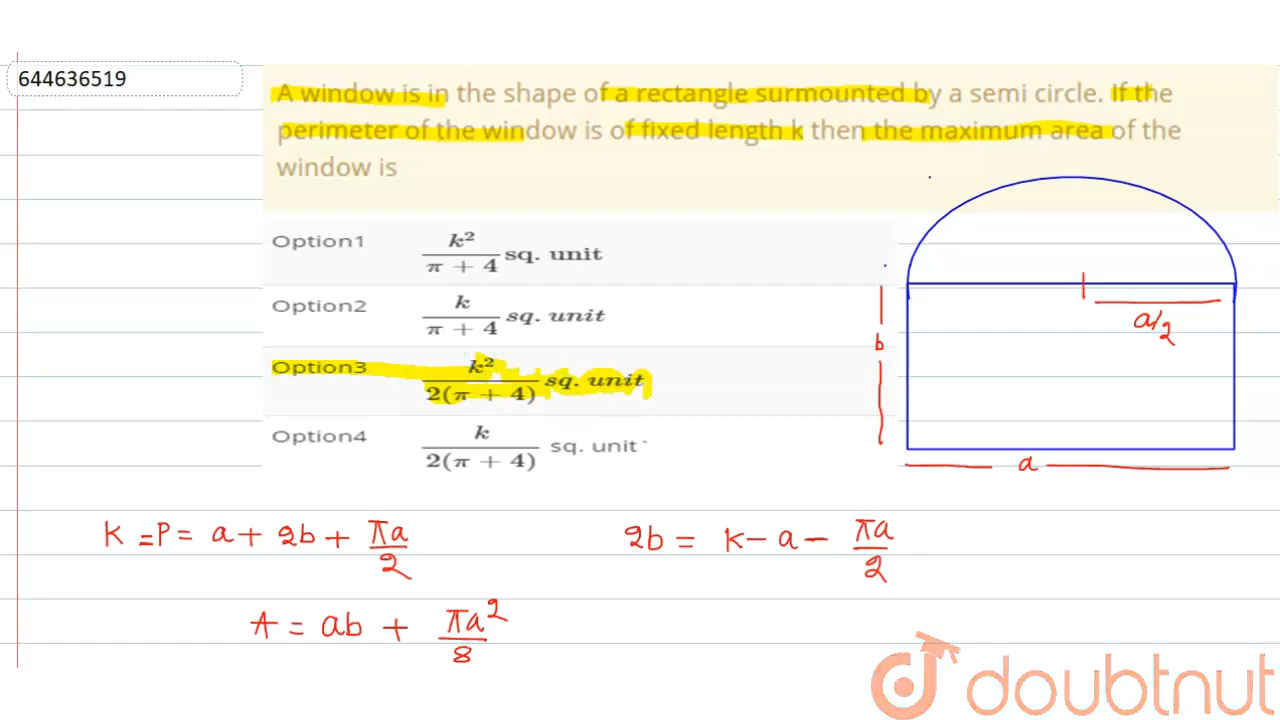 644636519
A window is in the shape of a rectangle surmounted by a semi circle. If the
perimeter of the window is of fixed length k then the maximum area of the
window is
Option1 k²/(π + 4) sq. unit
Option2 k/(π + 4) sq. unit
Option3 k²/(2(π + 4)) sq. unit
Option4 k/(2(π + 4)) sq. unit`
a/2
b
a
K = P = a + 2b + πa/2
2b = k - a - πa/2
A = ab + πa²/8
doubtnut